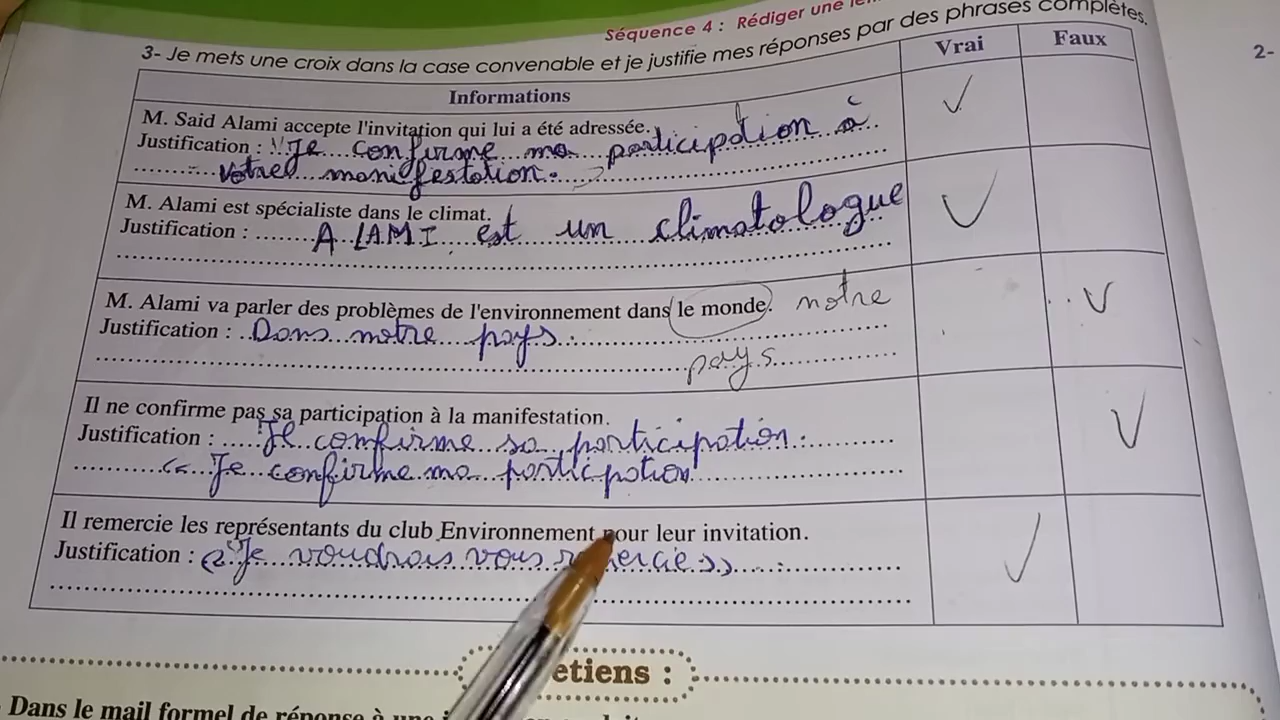 Séquence 4 : Rédiger une
3- Je mets une croix dans la case convenable et je justifie mes réponses par des phrases complètes.
Informations
Vrai
Faux
2-
M. Said Alami accepte l'invitation qui lui a été adressée.
Justification : "Je confirme ma participation à
votre manifestation.
M. Alami est spécialiste dans le climat.
Justification : ALAMI est un climatologue
M. Alami va parler des problèmes de l'environnement dans le monde. notre
Justification : Dans notre pays.
pays
Il ne confirme pas sa participation à la manifestation.
Justification : Il confirme sa participation.
« Je confirme ma participation
Il remercie les représentants du club Environnement pour leur invitation.
Justification : « Je voudrais vous »
etiens :
Dans le mail formel de réponse à une